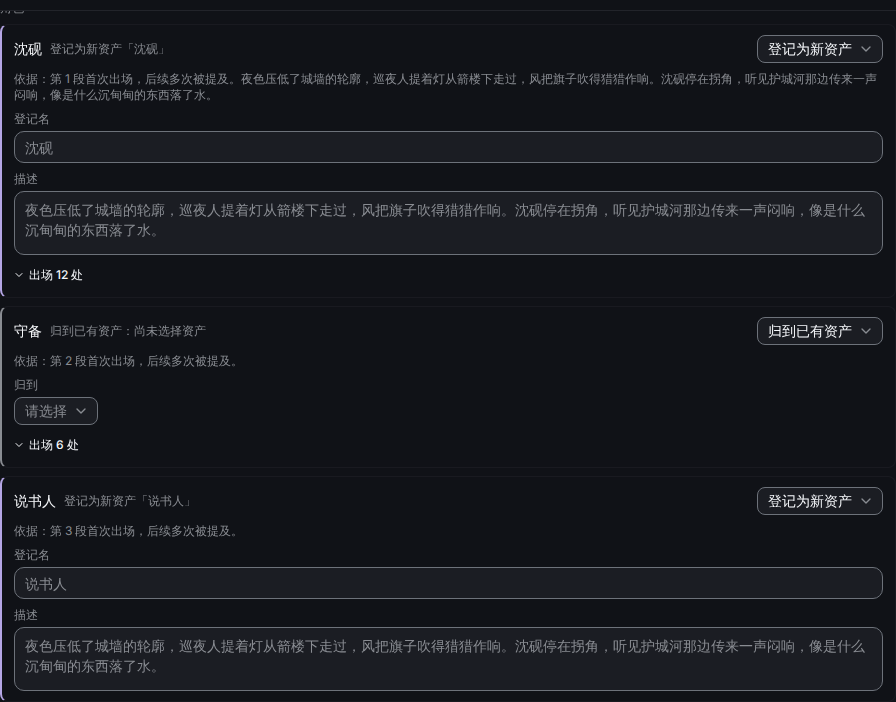 沈砚 登记为新资产「沈砚」 登记为新资产
依据：第 1 段首次出场，后续多次被提及。夜色压低了城墙的轮廓，巡夜人提着灯从箭楼下走过，风把旗子吹得猎猎作响。沈砚停在拐角，听见护城河那边传来一声
闷响，像是什么沉甸甸的东西落了水。
登记名
沈砚
描述
夜色压低了城墙的轮廓，巡夜人提着灯从箭楼下走过，风把旗子吹得猎猎作响。沈砚停在拐角，听见护城河那边传来一声闷响，像是什么
沉甸甸的东西落了水。
出场 12 处
守备 归到已有资产：尚未选择资产 归到已有资产
依据：第 2 段首次出场，后续多次被提及。
归到
请选择
出场 6 处
说书人 登记为新资产「说书人」 登记为新资产
依据：第 3 段首次出场，后续多次被提及。
登记名
说书人
描述
夜色压低了城墙的轮廓，巡夜人提着灯从箭楼下走过，风把旗子吹得猎猎作响。沈砚停在拐角，听见护城河那边传来一声闷响，像是什么
沉甸甸的东西落了水。